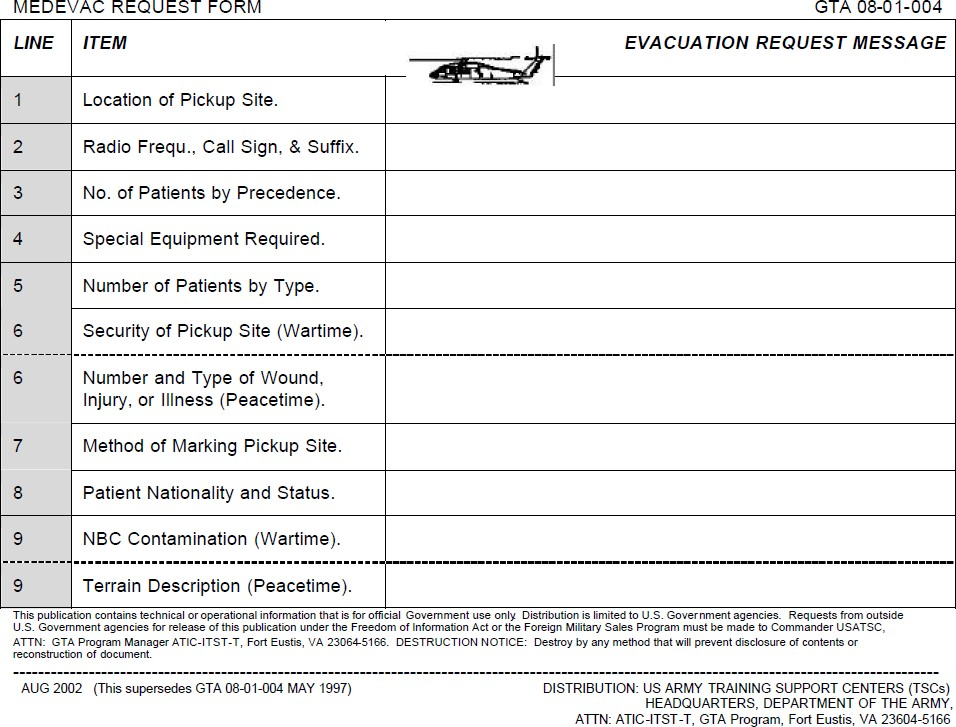 MEDEVAC REQUEST FORM GTA 08-01-004
LINE ITEM EVACUATION REQUEST MESSAGE
1 Location of Pickup Site.
2 Radio Frequ., Call Sign, & Suffix.
3 No. of Patients by Precedence.
4 Special Equipment Required.
5 Number of Patients by Type.
6 Security of Pickup Site (Wartime).
6 Number and Type of Wound,
Injury, or Illness (Peacetime).
7 Method of Marking Pickup Site.
8 Patient Nationality and Status.
9 NBC Contamination (Wartime).
9 Terrain Description (Peacetime).
This publication contains technical or operational information that is for official Government use only. Distribution is limited to U.S. Government agencies. Requests from outside
U.S. Government agencies for release of this publication under the Freedom of Information Act or the Foreign Military Sales Program must be made to Commander USATSC,
ATTN: GTA Program Manager ATIC-ITST-T, Fort Eustis, VA 23064-5166. DESTRUCTION NOTICE: Destroy by any method that will prevent disclosure of contents or
reconstruction of document.
AUG 2002 (This supersedes GTA 08-01-004 MAY 1997) DISTRIBUTION: US ARMY TRAINING SUPPORT CENTERS (TSCs)
HEADQUARTERS, DEPARTMENT OF THE ARMY,
ATTN: ATIC-ITST-T, GTA Program, Fort Eustis, VA 23604-5166